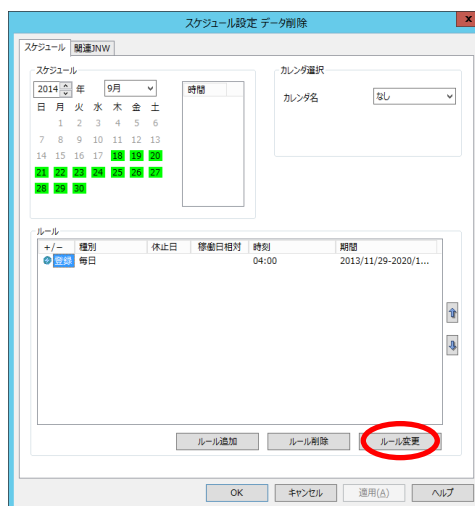 スケジュール設定 データ削除
x
スケジュール 関連JNW
スケジュール
2014 年 9月
日 月 火 水 木 金 土
1 2 3 4 5 6
7 8 9 10 11 12 13
14 15 16 17 18 19 20
21 22 23 24 25 26 27
28 29 30
時間
カレンダ選択
カレンダ名 なし
ルール
+/- 種別 休止日 稼働日相対 時刻 期間
登録 毎日 04:00 2013/11/29-2020/1...
ルール追加 ルール削除 ルール変更
OK キャンセル 適用(A) ヘルプ